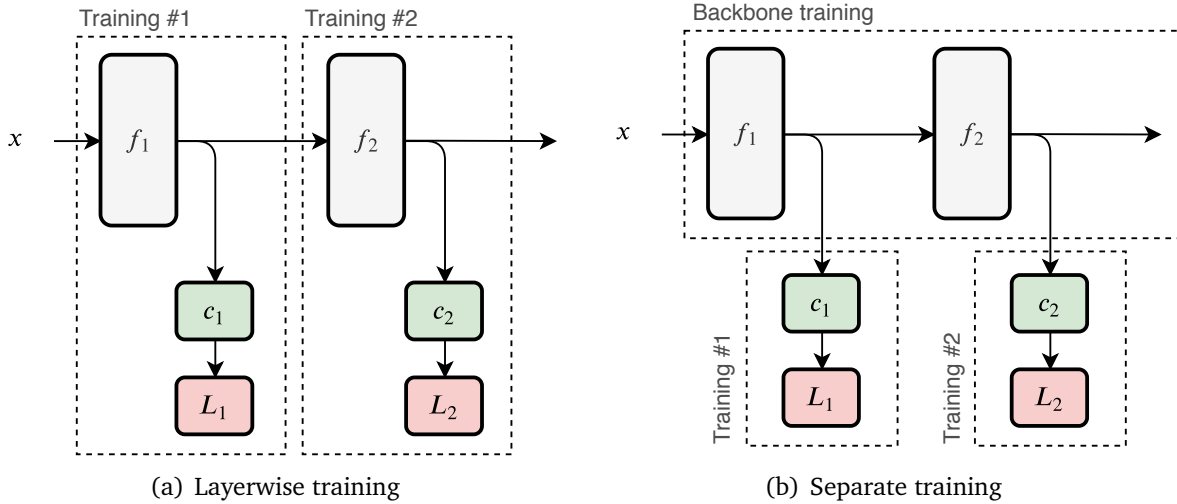 Training #1
Training #2
x
f₁
f₂
c₁
c₂
L₁
L₂
(a) Layerwise training
Backbone training
x
f₁
f₂
Training #1
c₁
L₁
Training #2
c₂
L₂
(b) Separate training